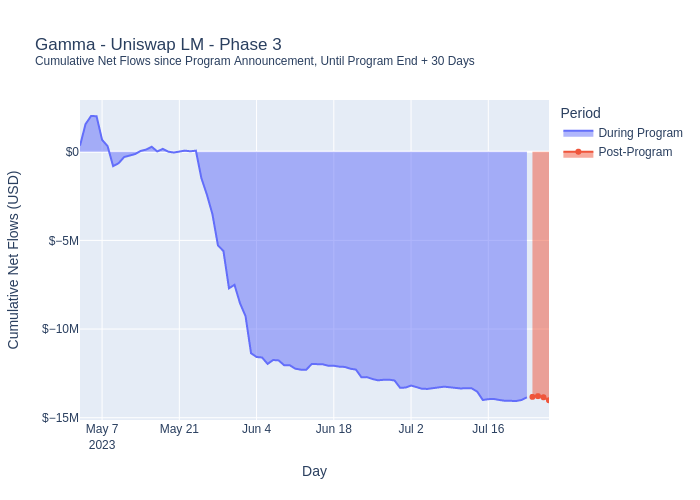 Gamma - Uniswap LM - Phase 3
Cumulative Net Flows since Program Announcement, Until Program End + 30 Days
Period
During Program
Post-Program
$0
$−5M
$−10M
$−15M
Cumulative Net Flows (USD)
May 7
2023
May 21
Jun 4
Jun 18
Jul 2
Jul 16
Day